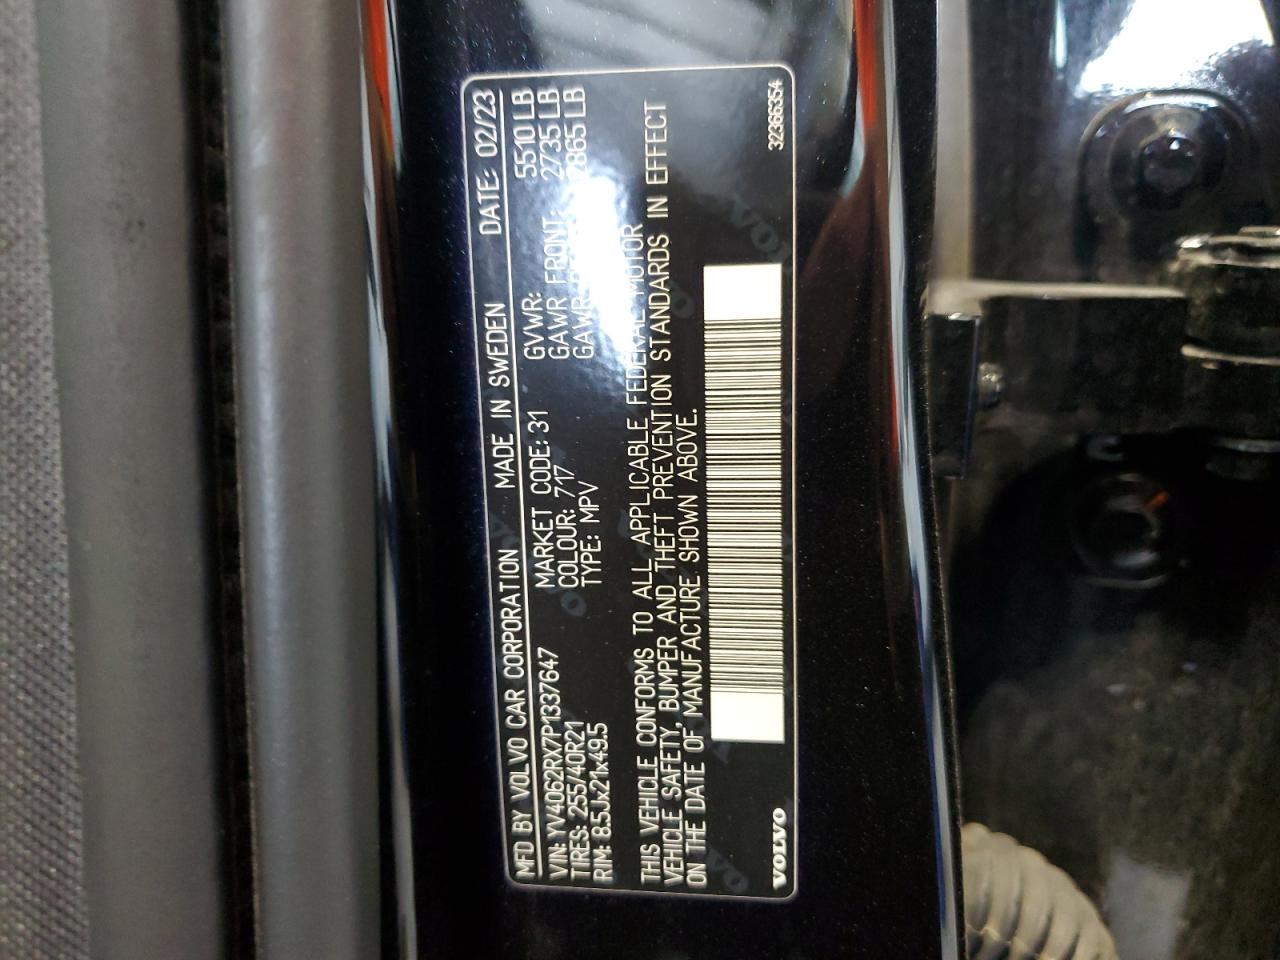 MFD BY VOLVO CAR CORPORATION MADE IN SWEDEN DATE: 02/23
VIN: YV4062RX7P1337647 MARKET CODE: 31 GVWR: 5510 LB
TIRES: 255/40R21 COLOUR: 717 GAWR FRONT: 2735 LB
RIM: 8.5Jx21x49.5 TYPE: MPV GAWR 2865 LB
THIS VEHICLE CONFORMS TO ALL APPLICABLE FEDERAL MOTOR
VEHICLE SAFETY, BUMPER AND THEFT PREVENTION STANDARDS IN EFFECT
ON THE DATE OF MANUFACTURE SHOWN ABOVE.
VOLVO 32366354